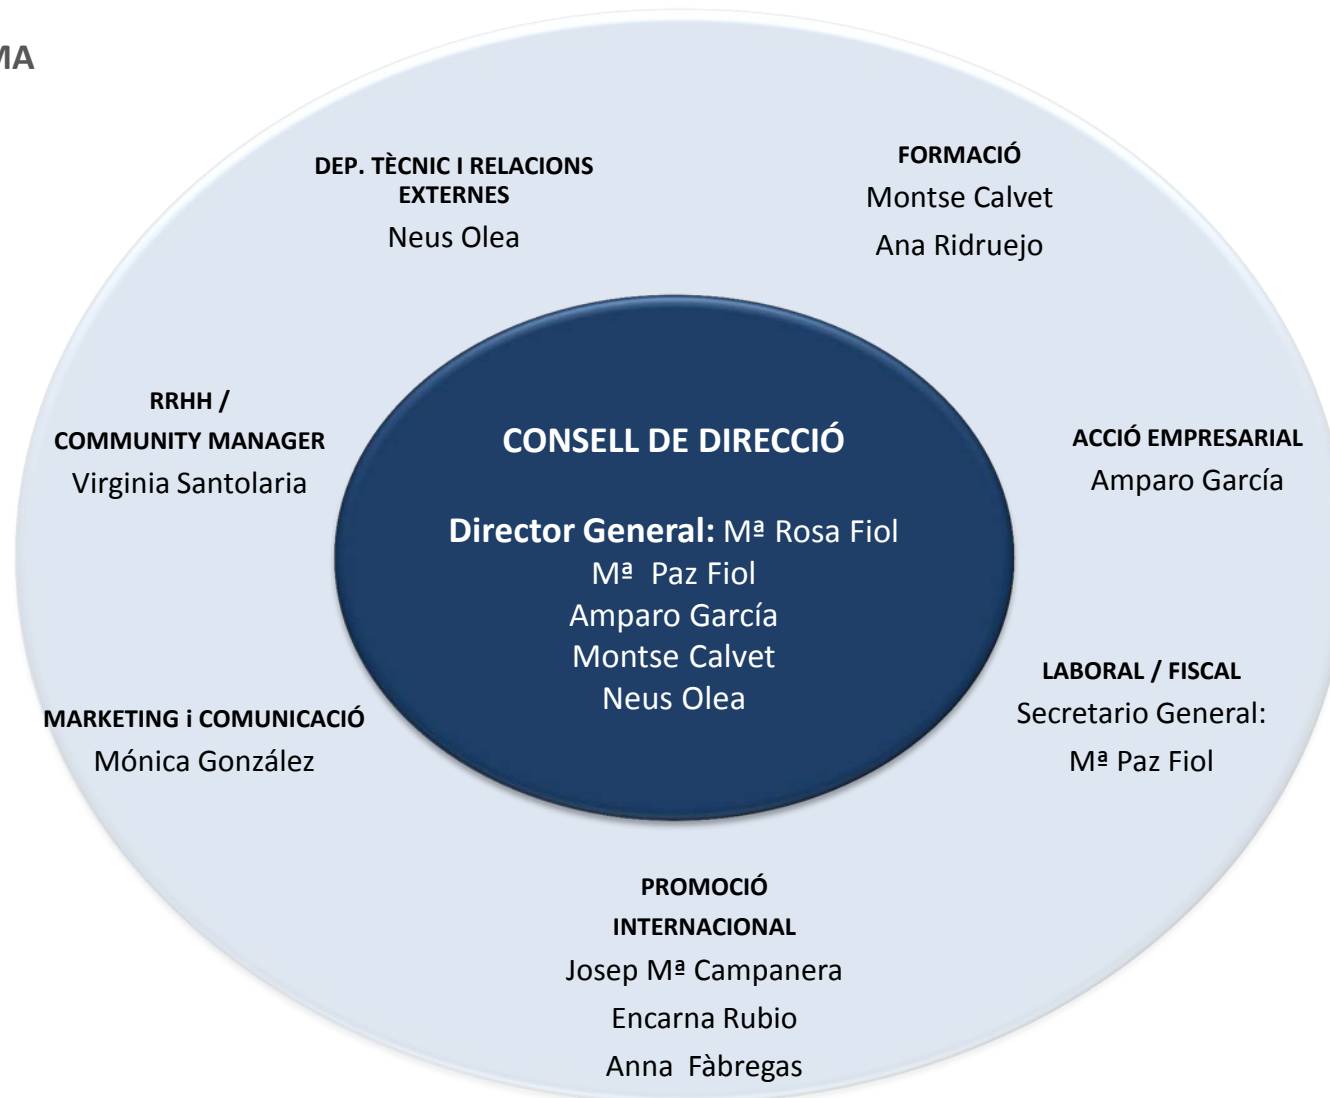 MA
DEP. TÈCNIC I RELACIONS
EXTERNES
Neus Olea
FORMACIÓ
Montse Calvet
Ana Ridruejo
RRHH /
COMMUNITY MANAGER
Virginia Santolaria
CONSELL DE DIRECCIÓ
Director General: Mª Rosa Fiol
Mª Paz Fiol
Amparo García
Montse Calvet
Neus Olea
ACCIÓ EMPRESARIAL
Amparo García
LABORAL / FISCAL
Secretario General:
Mª Paz Fiol
MARKETING i COMUNICACIÓ
Mónica González
PROMOCIÓ
INTERNACIONAL
Josep Mª Campanera
Encarna Rubio
Anna Fàbregas